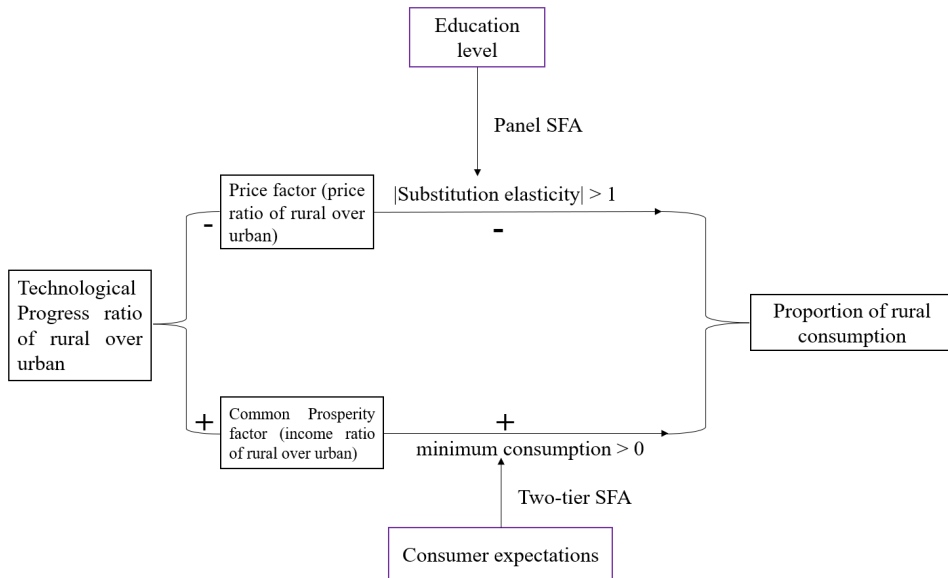 Education
level
Panel SFA
Price factor (price
ratio of rural over
urban)
|Substitution elasticity| > 1
-
-
Technological
Progress ratio
of rural over
urban
Proportion of rural
consumption
+
Common Prosperity
factor (income ratio
of rural over urban)
+
minimum consumption > 0
Two-tier SFA
Consumer expectations